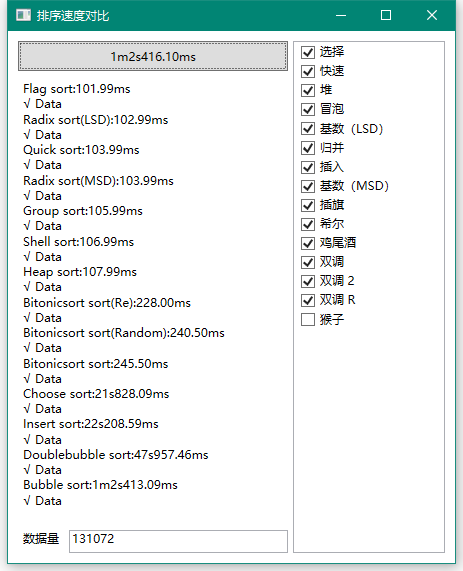 排序速度对比
1m2s416.10ms
Flag sort:101.99ms
√ Data
Radix sort(LSD):102.99ms
√ Data
Quick sort:103.99ms
√ Data
Radix sort(MSD):103.99ms
√ Data
Group sort:105.99ms
√ Data
Shell sort:106.99ms
√ Data
Heap sort:107.99ms
√ Data
Bitonicsort sort(Re):228.00ms
√ Data
Bitonicsort sort(Random):240.50ms
√ Data
Bitonicsort sort:245.50ms
√ Data
Choose sort:21s828.09ms
√ Data
Insert sort:22s208.59ms
√ Data
Doublebubble sort:47s957.46ms
√ Data
Bubble sort:1m2s413.09ms
√ Data
数据量 131072
选择
快速
堆
冒泡
基数（LSD）
归并
插入
基数（MSD）
插旗
希尔
鸡尾酒
双调
双调 2
双调 R
猴子